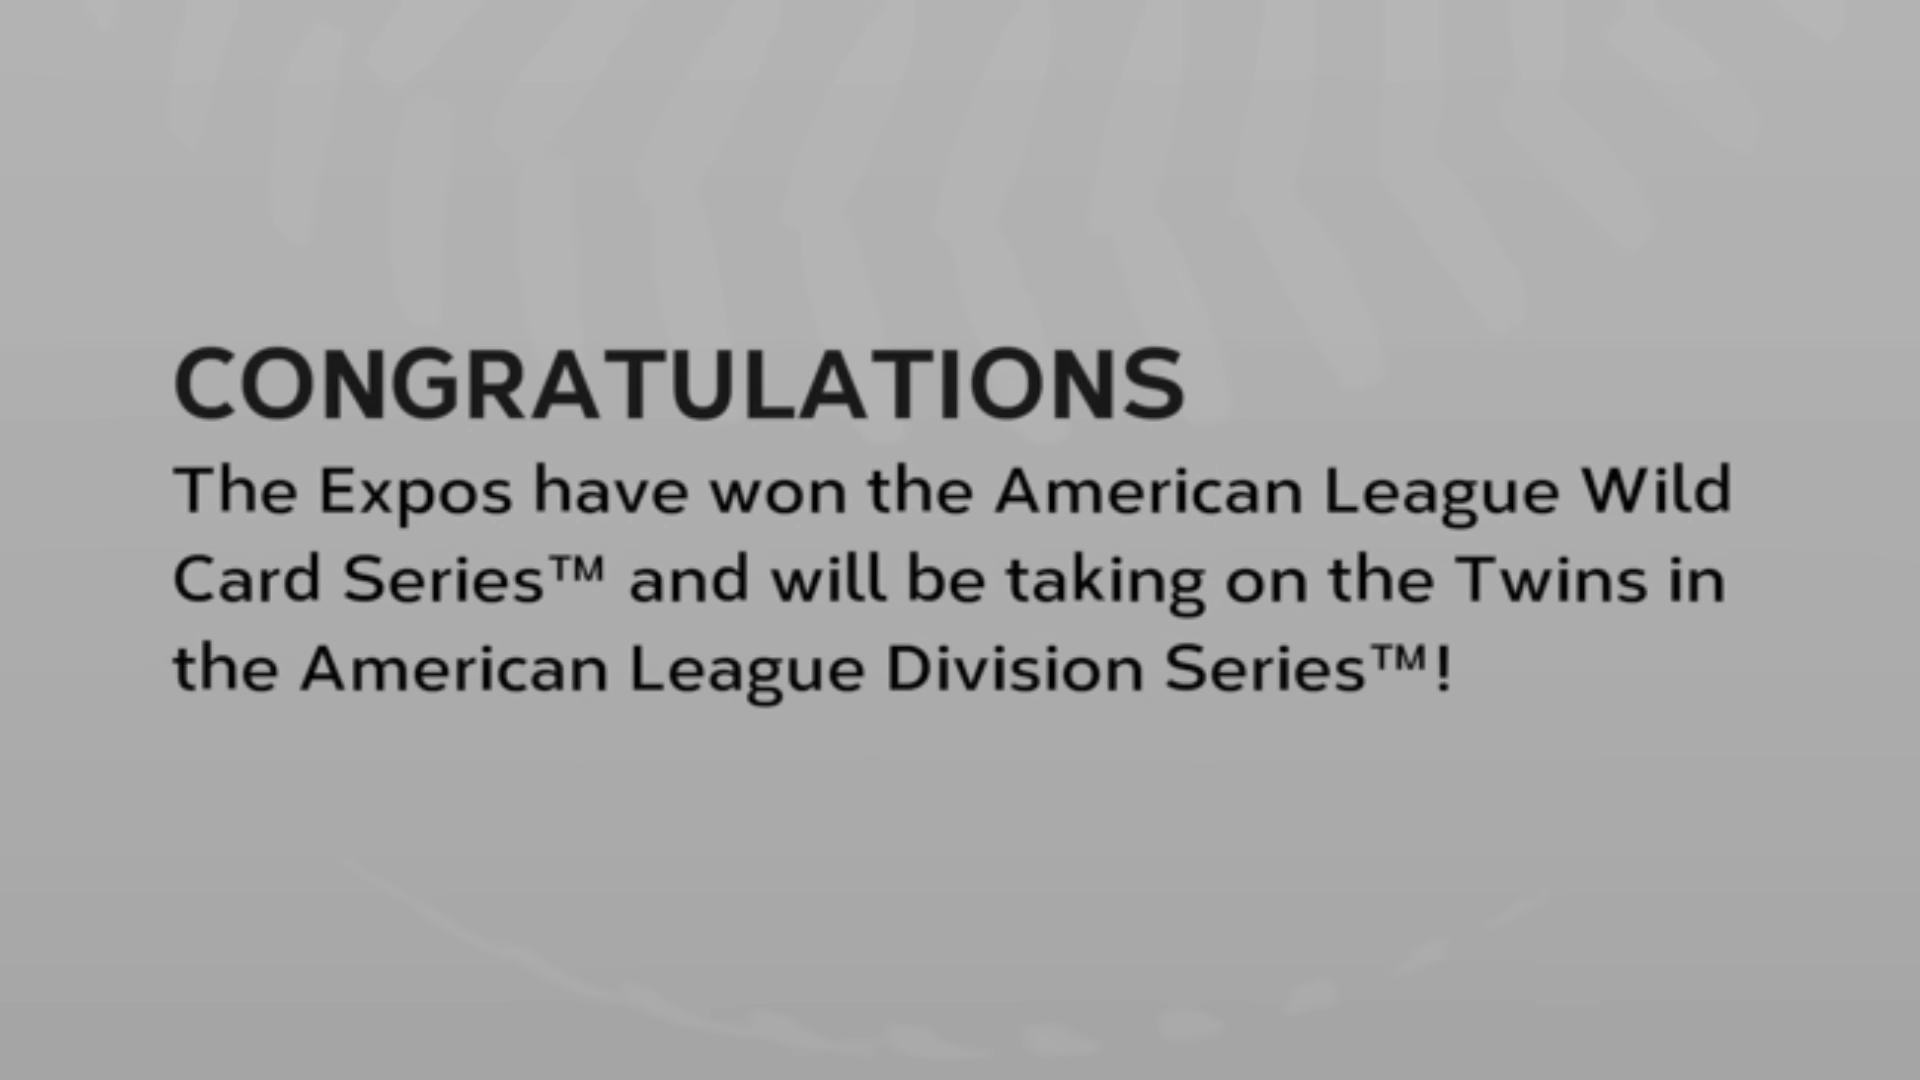 CONGRATULATIONS
The Expos have won the American League Wild
Card Series™ and will be taking on the Twins in
the American League Division Series™!